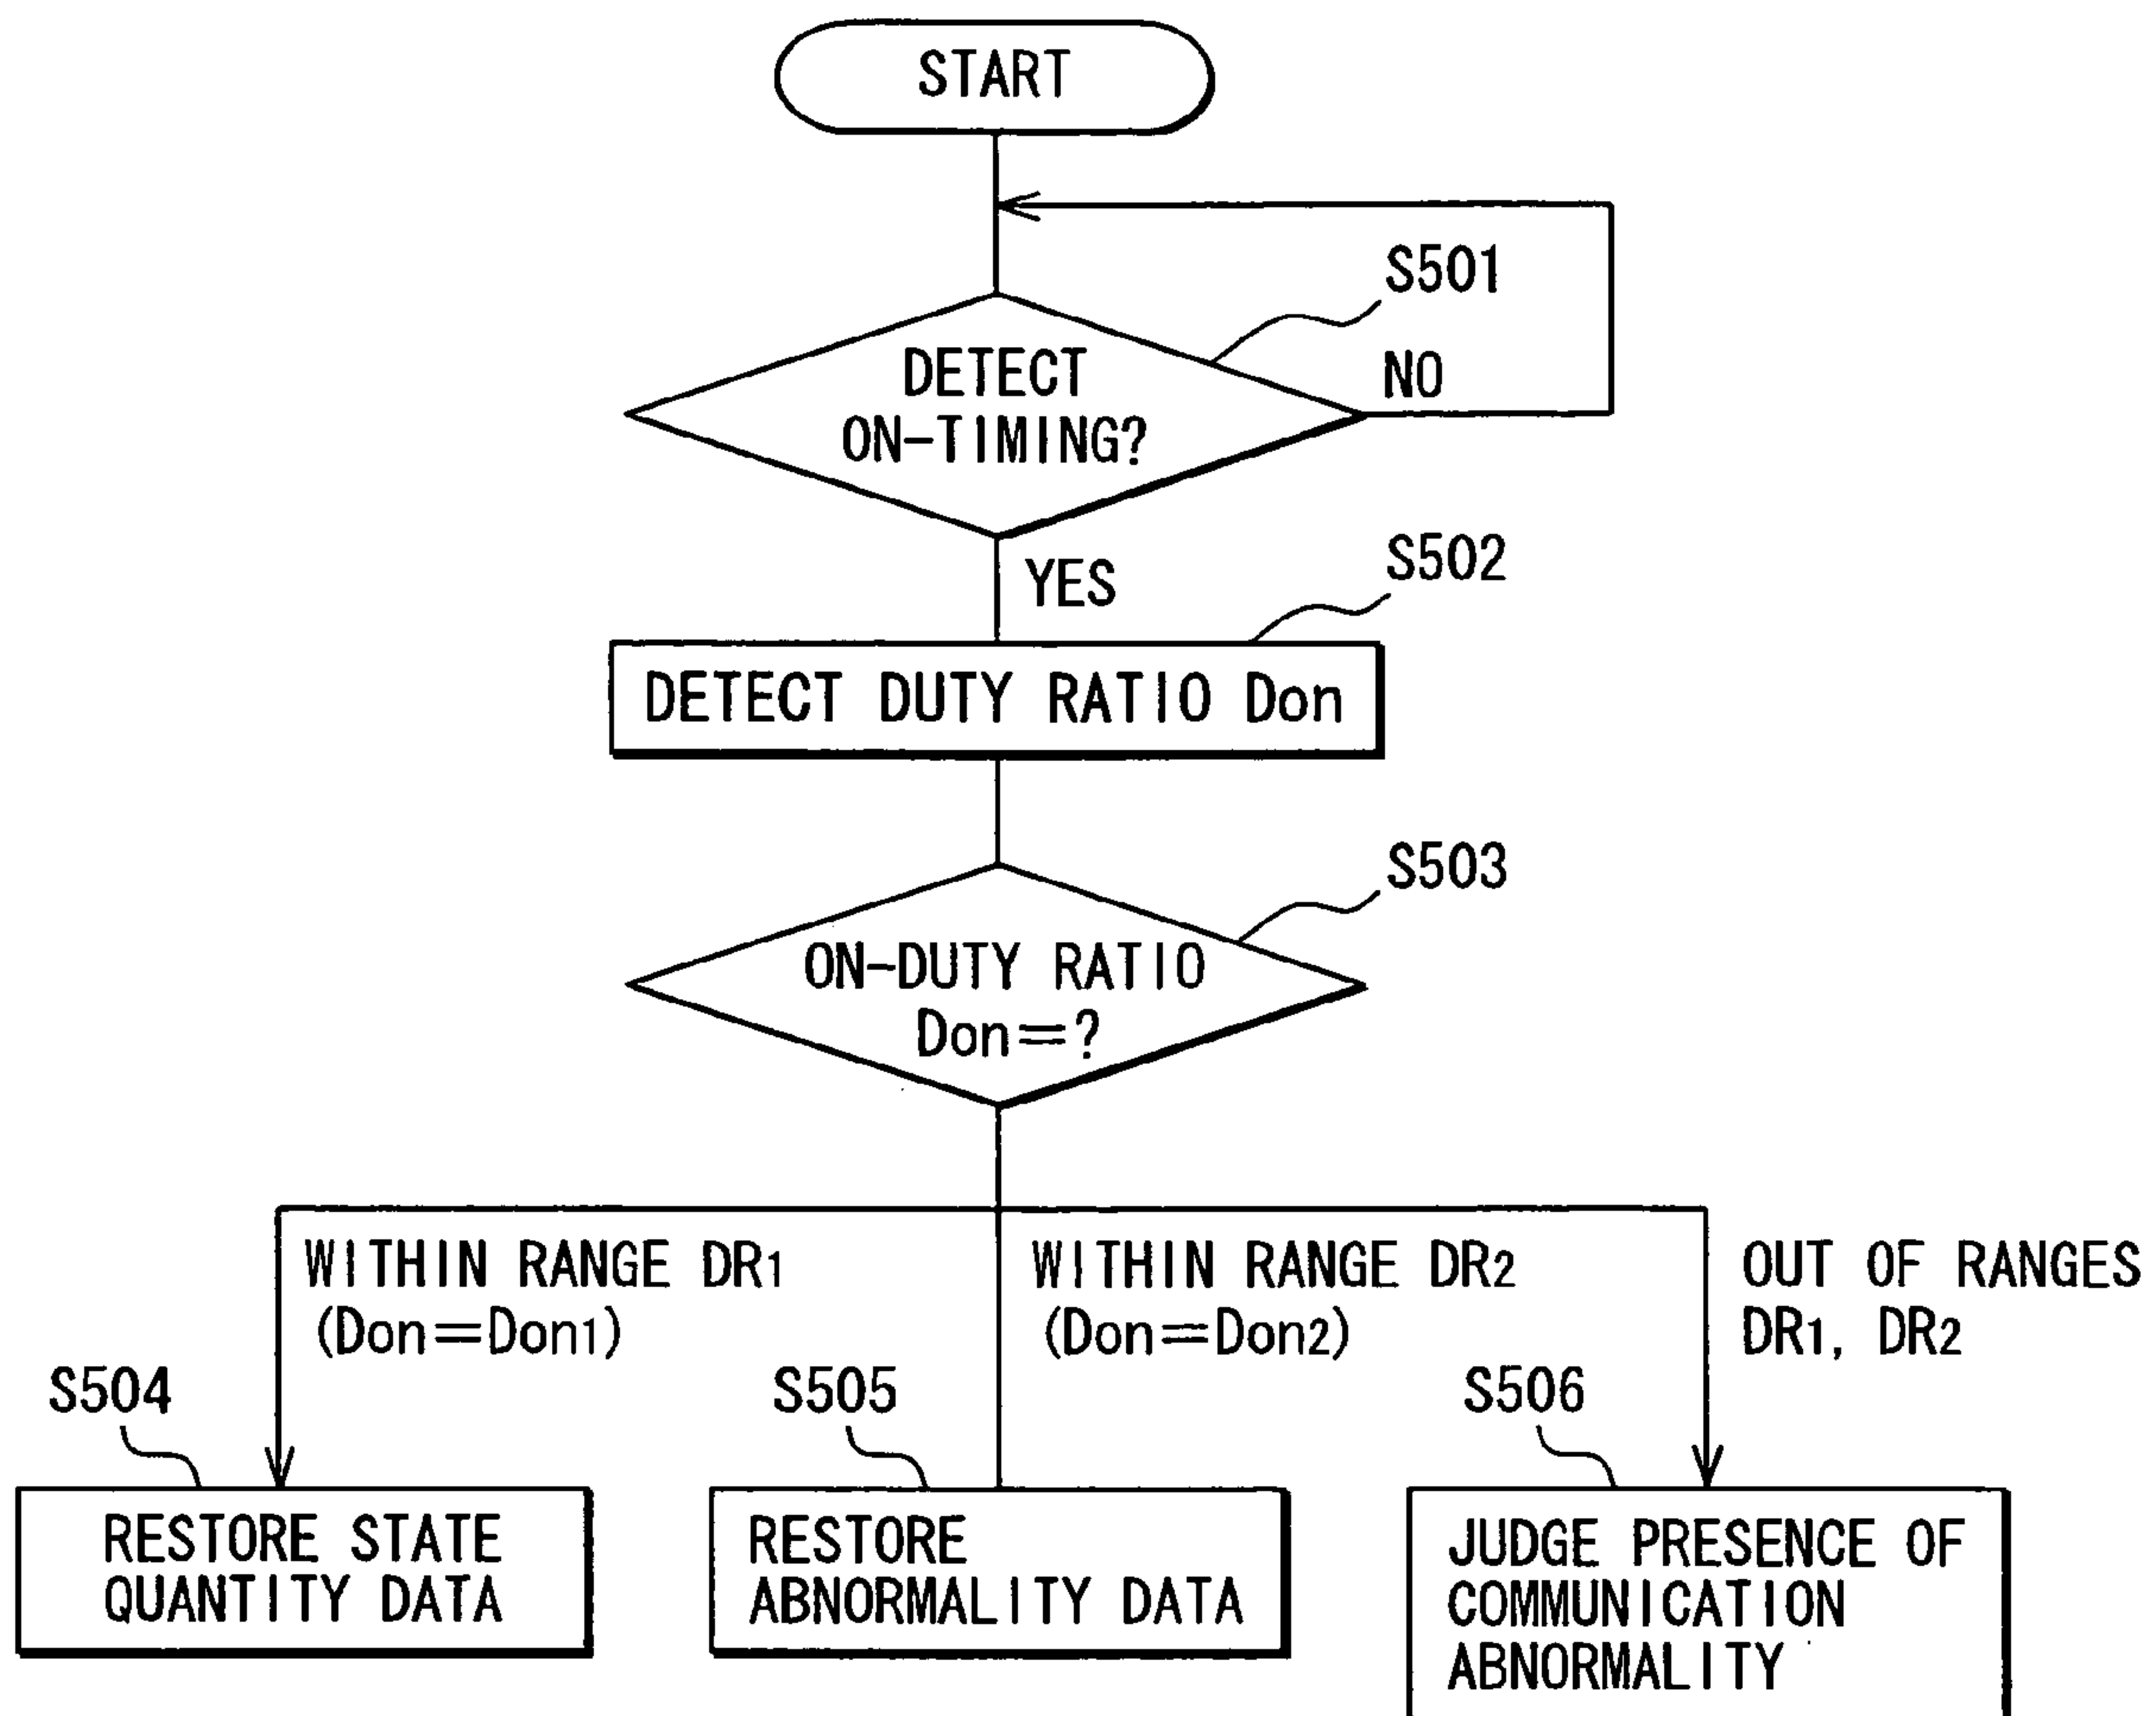 START
S501
DETECT
ON-TIMING?
NO
YES
S502
DETECT DUTY RATIO Don
S503
ON-DUTY RATIO
Don=?
WITHIN RANGE DR1
(Don=Don1)
WITHIN RANGE DR2
(Don=Don2)
OUT OF RANGES
DR1, DR2
S504
S505
S506
RESTORE STATE
QUANTITY DATA
RESTORE
ABNORMALITY DATA
JUDGE PRESENCE OF
COMMUNICATION
ABNORMALITY